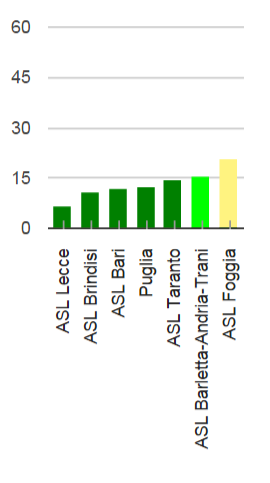 60
45
30
15
0
ASL Lecce
ASL Brindisi
ASL Bari
Puglia
ASL Taranto
ASL Barletta-Andria-Trani
ASL Foggia